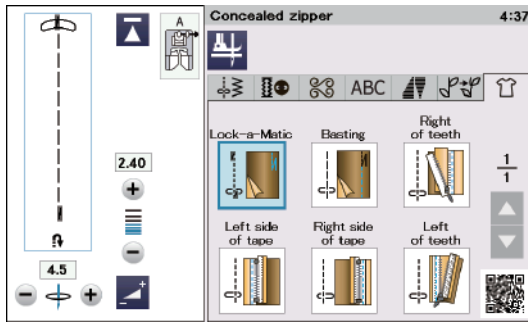 A
2.40
4.5
Concealed zipper
4:37
ABC
Lock-a-Matic
Basting
Right
of teeth
1
1
Left side
of tape
Right side
of tape
Left
of teeth